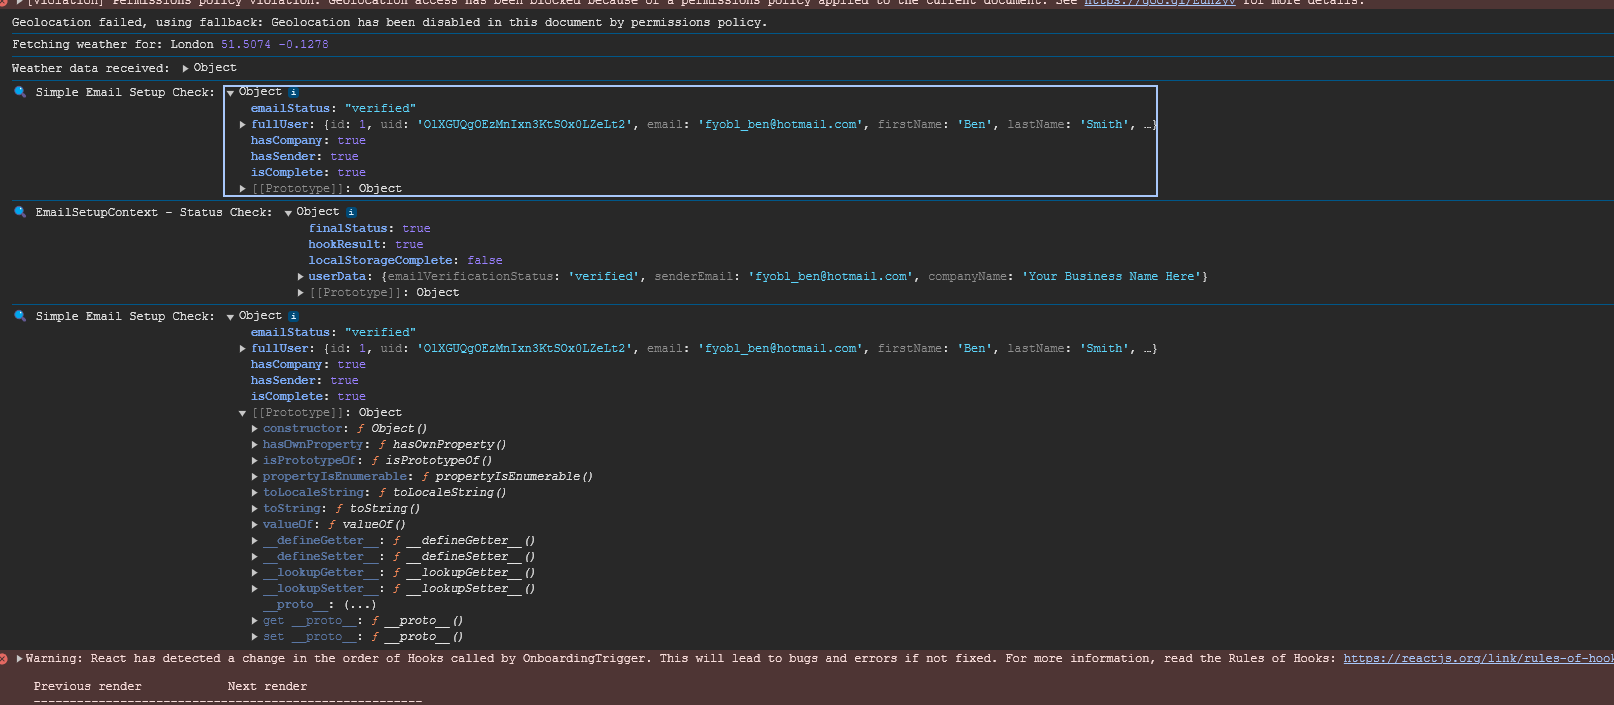 [Violation] Permissions policy violation: Geolocation access has been blocked because of a permissions policy applied to the current document. See https://goo.gl/EuHzyv for more details.
Geolocation failed, using fallback: Geolocation has been disabled in this document by permissions policy.
Fetching weather for: London 51.5074 -0.1278
Weather data received: ▶ Object
🔍 Simple Email Setup Check: ▼ Object i
emailStatus: "verified"
▶ fullUser: {id: 1, uid: 'OlXGUQgOEzMnIxn3KtSOx0LZeLt2', email: 'fyobl_ben@hotmail.com', firstName: 'Ben', lastName: 'Smith', …}
hasCompany: true
hasSender: true
isComplete: true
▶ [[Prototype]]: Object
🔍 EmailSetupContext - Status Check: ▼ Object i
finalStatus: true
hookResult: true
localStorageComplete: false
▶ userData: {emailVerificationStatus: 'verified', senderEmail: 'fyobl_ben@hotmail.com', companyName: 'Your Business Name Here'}
▶ [[Prototype]]: Object
🔍 Simple Email Setup Check: ▼ Object i
emailStatus: "verified"
▶ fullUser: {id: 1, uid: 'OlXGUQgOEzMnIxn3KtSOx0LZeLt2', email: 'fyobl_ben@hotmail.com', firstName: 'Ben', lastName: 'Smith', …}
hasCompany: true
hasSender: true
isComplete: true
▼ [[Prototype]]: Object
▶ constructor: ƒ Object()
▶ hasOwnProperty: ƒ hasOwnProperty()
▶ isPrototypeOf: ƒ isPrototypeOf()
▶ propertyIsEnumerable: ƒ propertyIsEnumerable()
▶ toLocaleString: ƒ toLocaleString()
▶ toString: ƒ toString()
▶ valueOf: ƒ valueOf()
▶ __defineGetter__: ƒ __defineGetter__()
▶ __defineSetter__: ƒ __defineSetter__()
▶ __lookupGetter__: ƒ __lookupGetter__()
▶ __lookupSetter__: ƒ __lookupSetter__()
__proto__: (...)
▶ get __proto__: ƒ __proto__()
▶ set __proto__: ƒ __proto__()
▶ Warning: React has detected a change in the order of Hooks called by OnboardingTrigger. This will lead to bugs and errors if not fixed. For more information, read the Rules of Hooks: https://reactjs.org/link/rules-of-hook
Previous render Next render
------------------------------------------------------